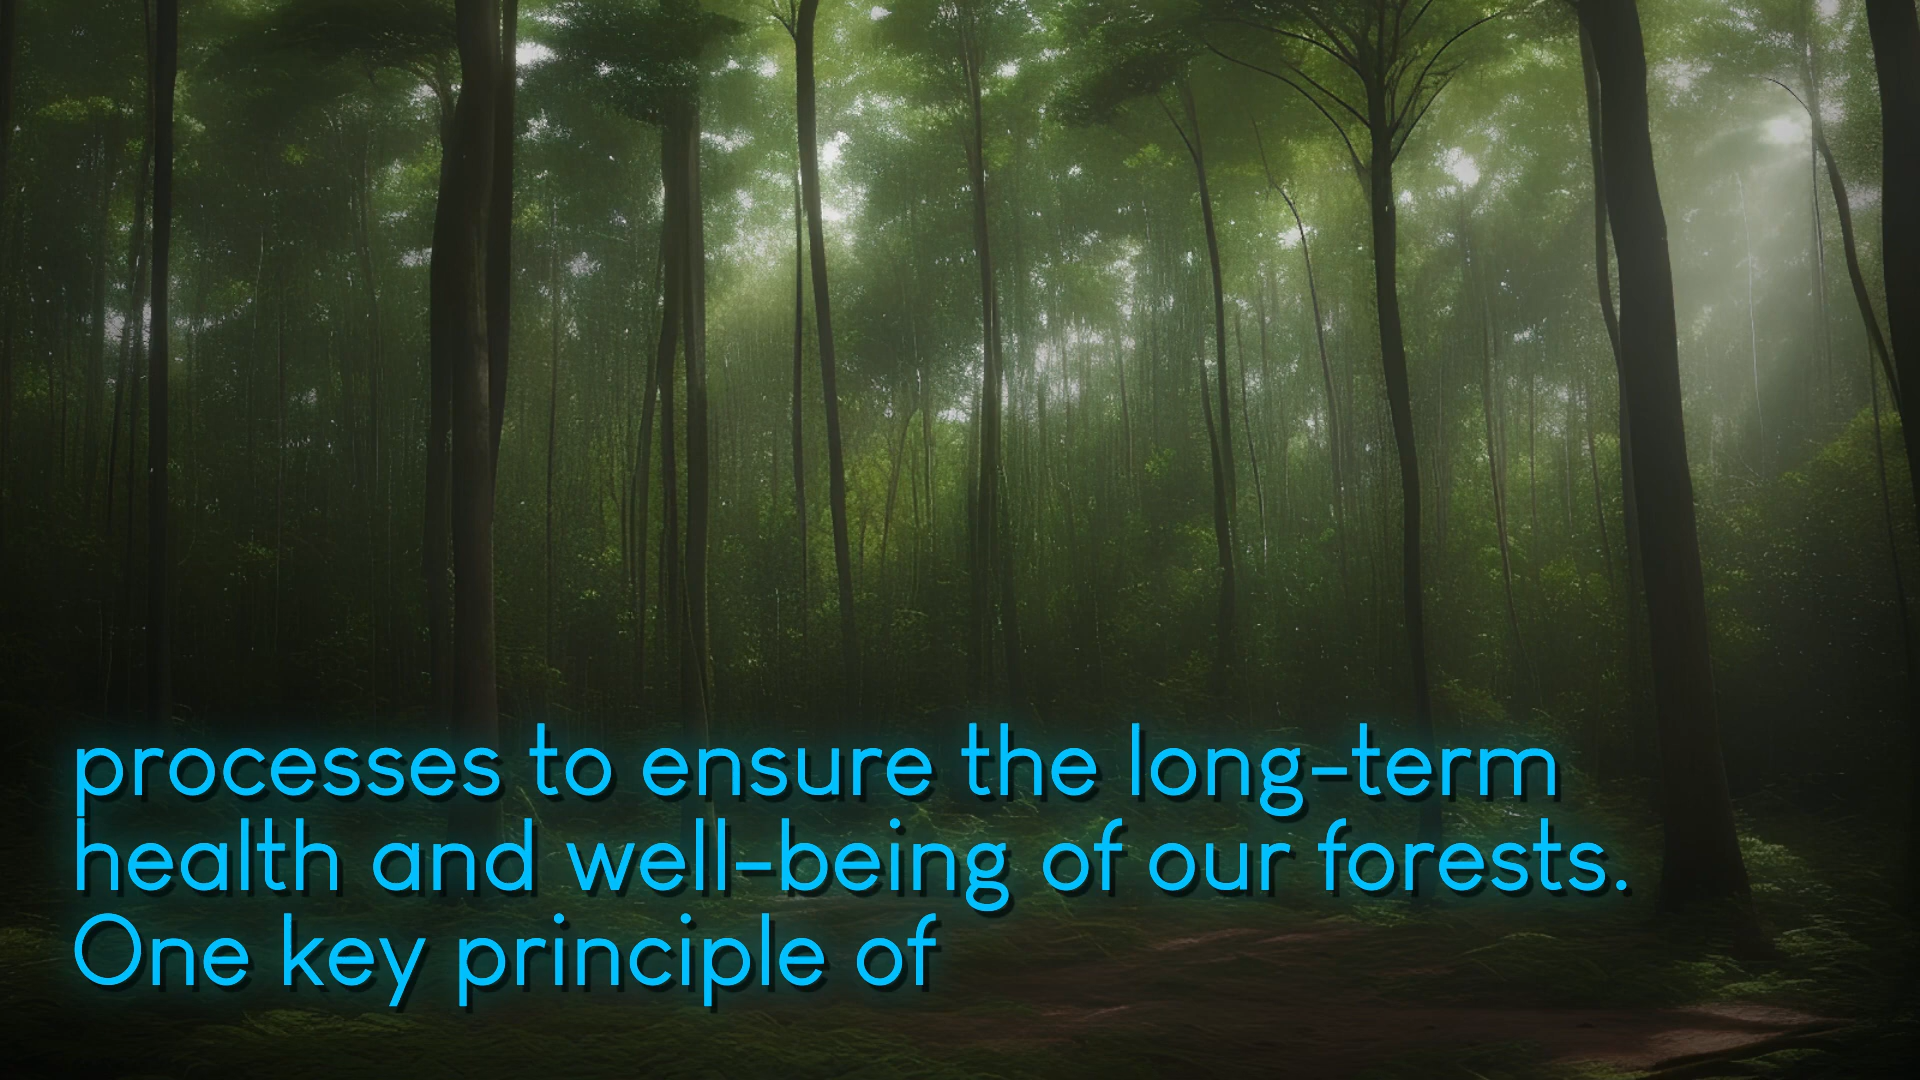 processes to ensure the long-term
health and well-being of our forests.
One key principle of